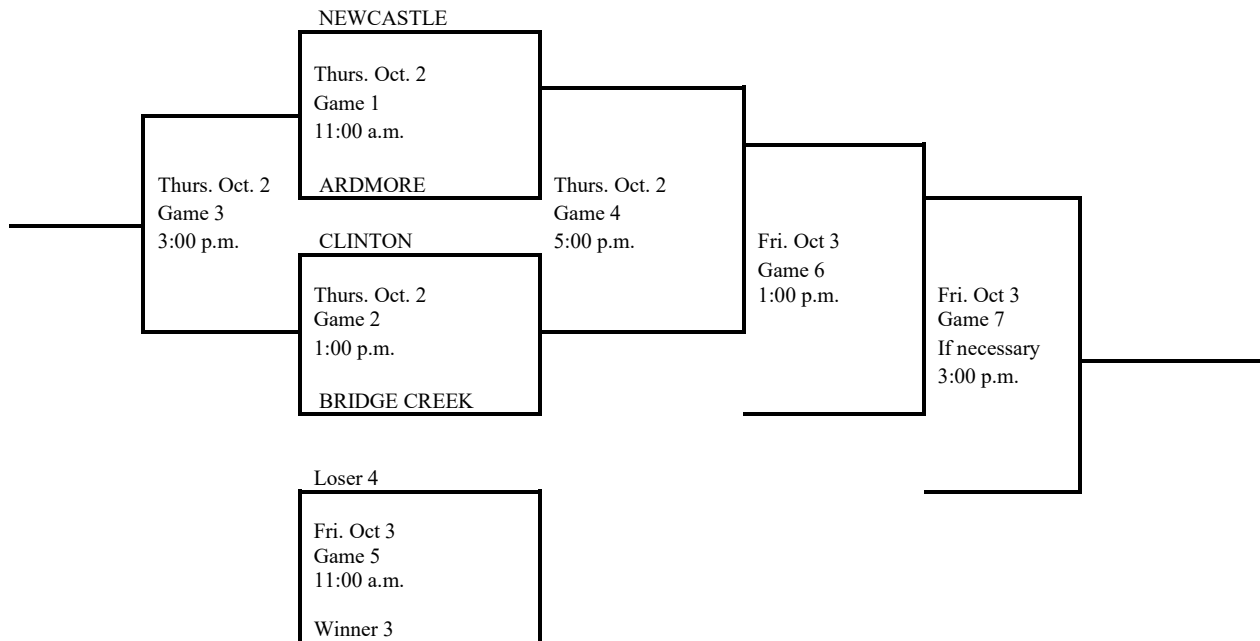 NEWCASTLE
Thurs. Oct. 2
Game 1
11:00 a.m.
ARDMORE
Thurs. Oct. 2
Game 3
3:00 p.m.
CLINTON
Thurs. Oct. 2
Game 2
1:00 p.m.
BRIDGE CREEK
Thurs. Oct. 2
Game 4
5:00 p.m.
Fri. Oct 3
Game 6
1:00 p.m.
Fri. Oct 3
Game 7
If necessary
3:00 p.m.
Loser 4
Fri. Oct 3
Game 5
11:00 a.m.
Winner 3